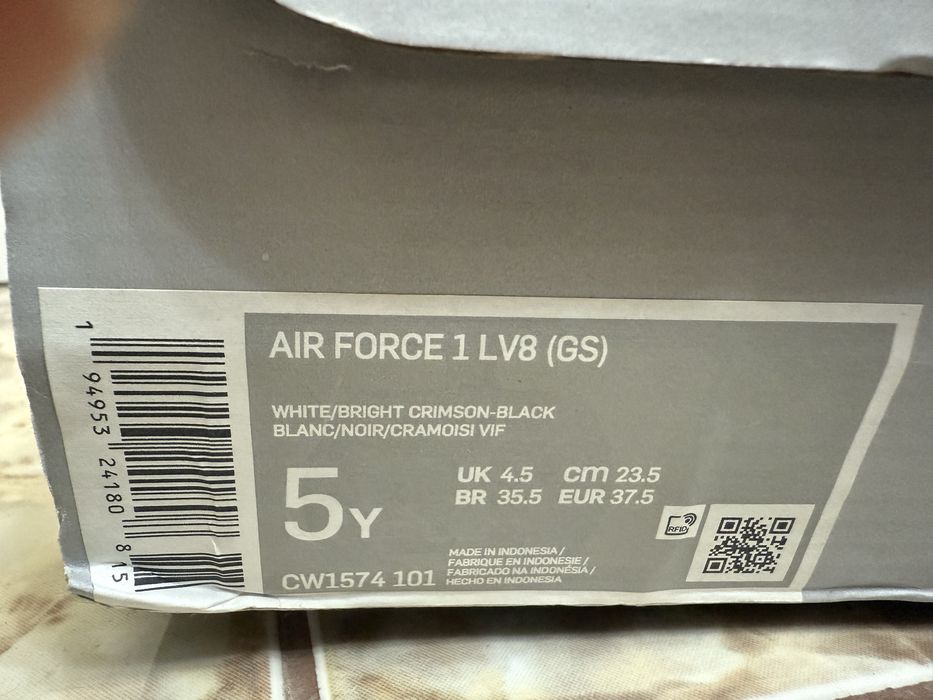 AIR FORCE 1 LV8 (GS)
WHITE/BRIGHT CRIMSON-BLACK
BLANC/NOIR/CRAMOISI VIF
5Y
UK 4.5 cm 23.5
BR 35.5 EUR 37.5
RFID
CW1574 101
MADE IN INDONESIA /
FABRIQUE EN INDONESIE /
FABRICADO NA INDONÉSIA /
HECHO EN INDONESIA
1 94953 24180 8 15